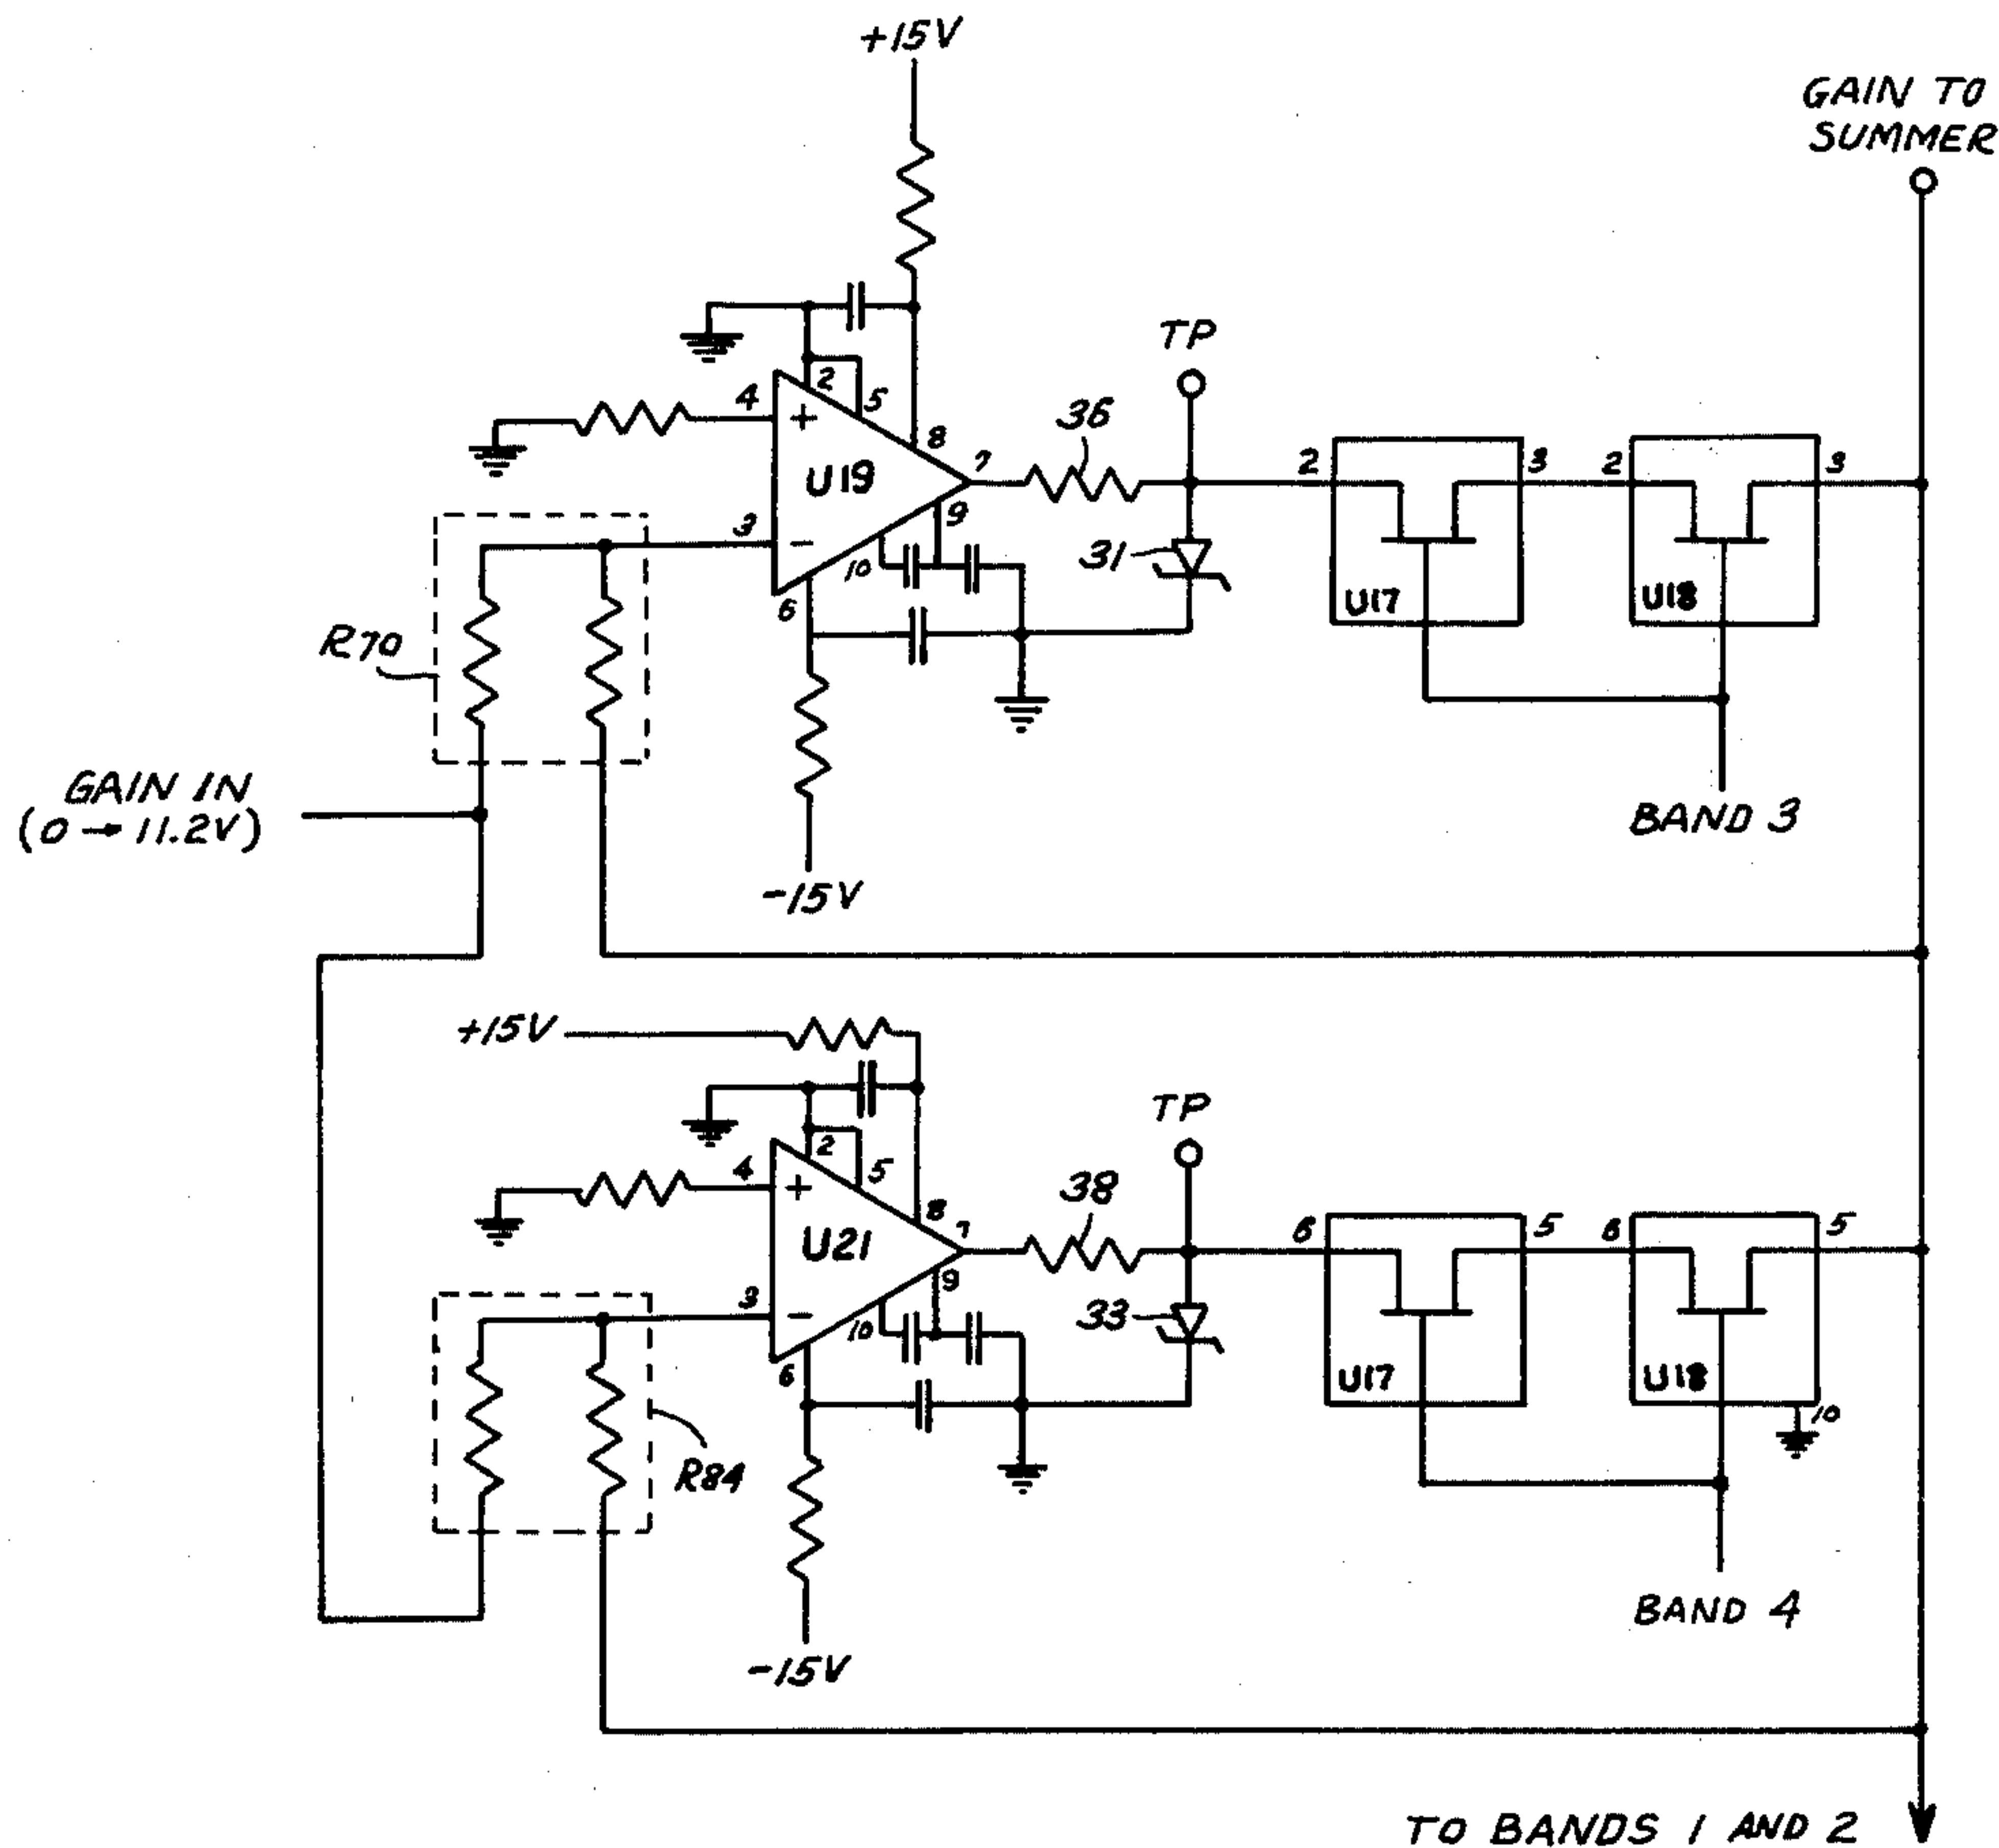 +15V
GAIN TO
SUMMER
TP
2
5
4
+
8
36
U19
7
2
3
2
3
3
-
9
10
31
6
U17
U18
R70
GAIN IN
(0→11.2V)
BAND 3
-15V
+15V
TP
2
5
4
+
8
38
U21
7
6
5
6
5
9
3
-
10
33
6
U17
U18
10
R84
BAND 4
-15V
TO BANDS 1 AND 2